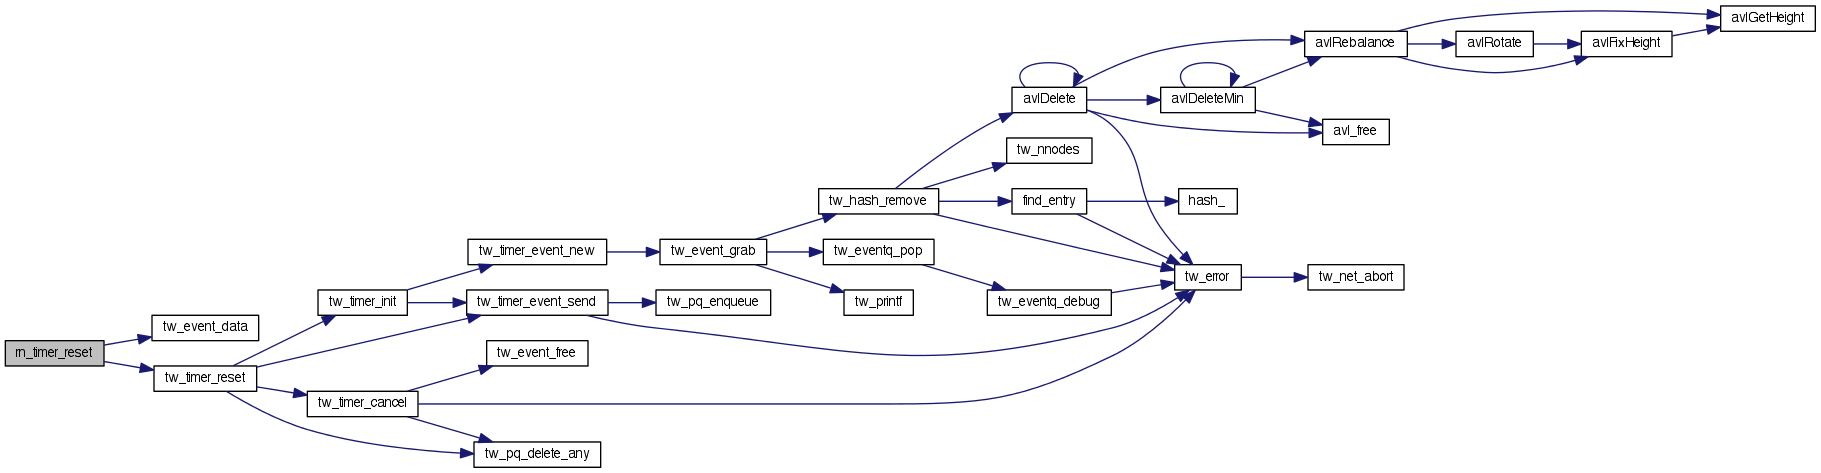 rn_timer_reset
tw_event_data
tw_timer_reset
tw_timer_init
tw_timer_cancel
tw_timer_event_new
tw_timer_event_send
tw_event_free
tw_pq_delete_any
tw_event_grab
tw_pq_enqueue
tw_hash_remove
tw_eventq_pop
tw_printf
avlDelete
tw_nnodes
find_entry
tw_eventq_debug
avlDeleteMin
hash_
tw_error
avlRebalance
avl_free
tw_net_abort
avlRotate
avlFixHeight
avlGetHeight